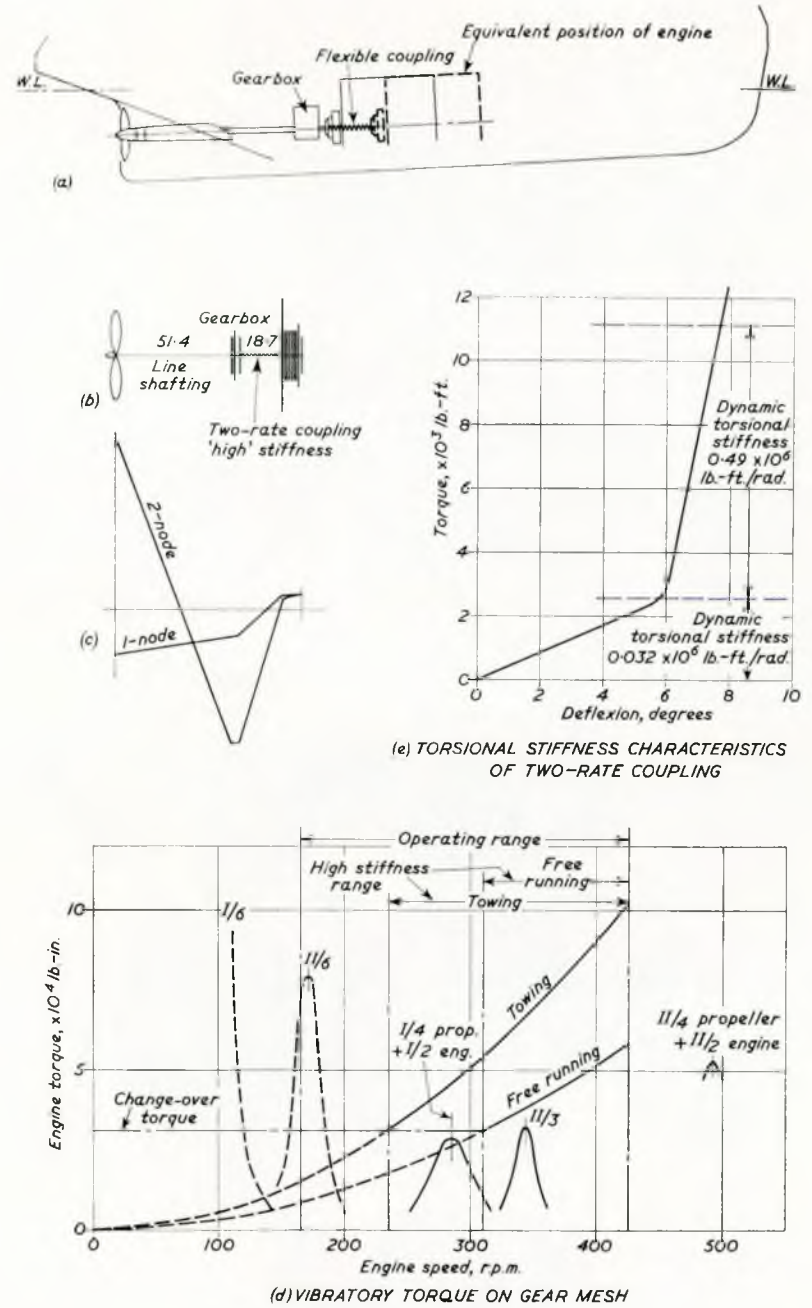 Equivalent position of engine
Flexible coupling
Gearbox
W.L.
W.L.
(a)
Gearbox
51·4
18·7
Line
shafting
(b)
Two-rate coupling
'high' stiffness
2-node
1-node
(c)
12
10
8
6
4
2
0
Torque, x10³ lb.-ft.
Dynamic
torsional
stiffness
0·49 x10⁶
lb.-ft./rad.
Dynamic
torsional stiffness
0·032 x10⁶ lb.-ft./rad.
0
2
4
6
8
10
Deflexion, degrees
(e) TORSIONAL STIFFNESS CHARACTERISTICS
OF TWO-RATE COUPLING
Operating range
High stiffness
range
Free
running
Towing
10
I/6
II/6
Towing
I/4 prop.
+I/2 eng.
II/4 propeller
+II/2 engine
5
Free running
Change-over
torque
II/3
Engine torque, x10⁴ lb-in.
0
0
100
200
300
400
500
Engine speed, r.p.m.
(d) VIBRATORY TORQUE ON GEAR MESH